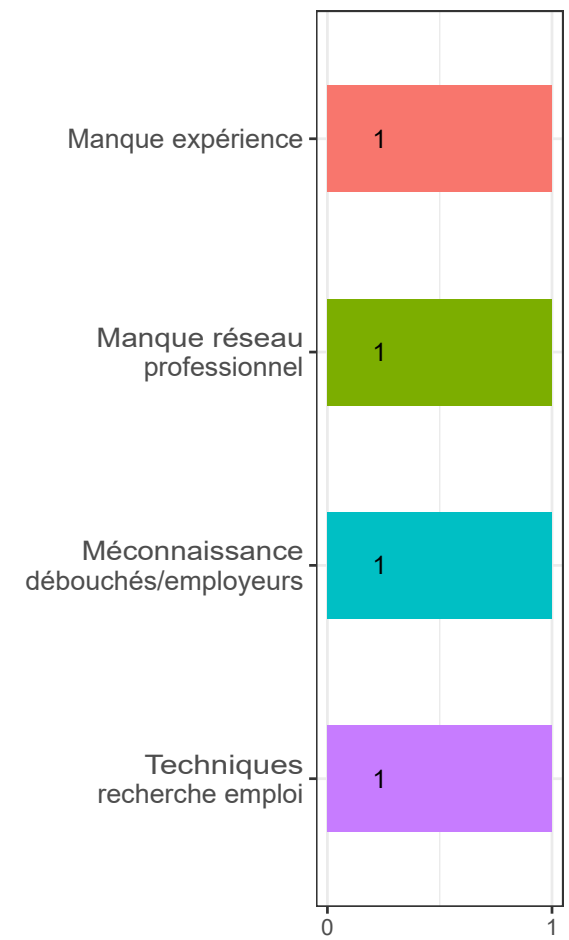 Manque expérience
1
Manque réseau
professionnel
1
Méconnaissance
débouchés/employeurs
1
Techniques
recherche emploi
1
0 1